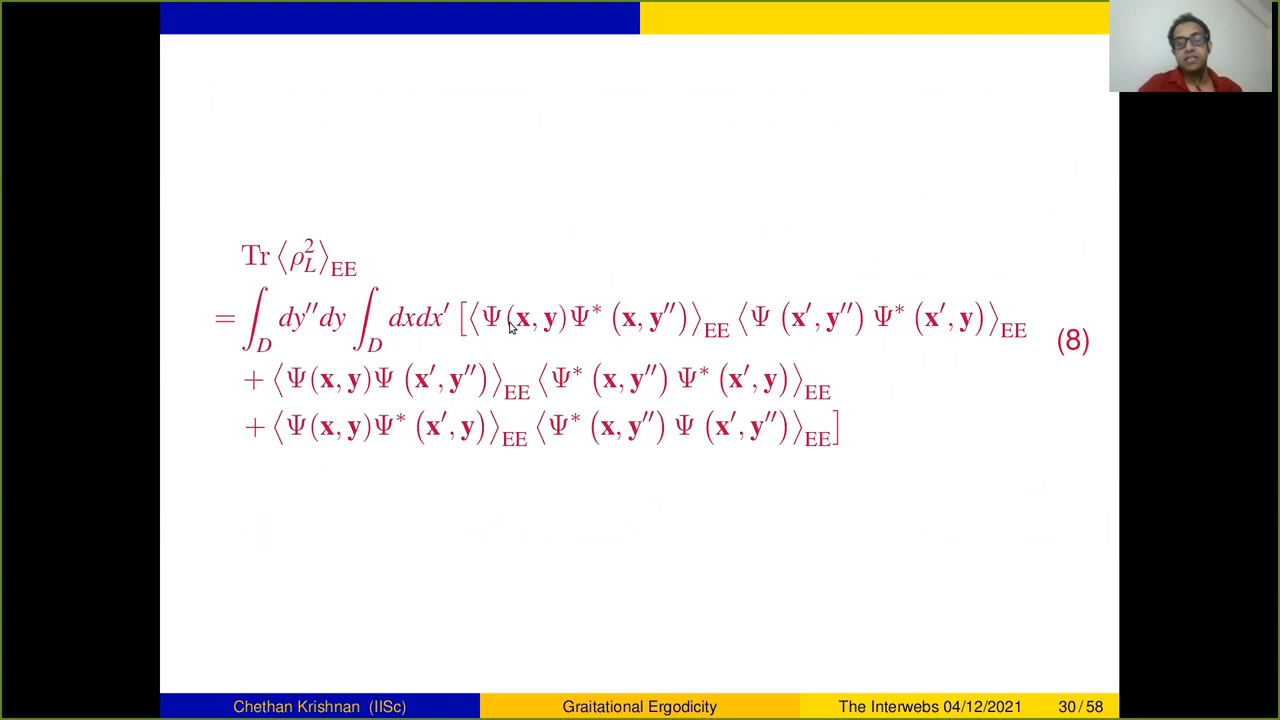 Tr ⟨ρ_L^2⟩_EE
= ∫_D dy″dy ∫_D dxdx′ [⟨Ψ(x, y)Ψ* (x, y″)⟩_EE ⟨Ψ (x′, y″) Ψ* (x′, y)⟩_EE
(8)
+ ⟨Ψ(x, y)Ψ (x′, y″)⟩_EE ⟨Ψ* (x, y″) Ψ* (x′, y)⟩_EE
+ ⟨Ψ(x, y)Ψ* (x′, y)⟩_EE ⟨Ψ* (x, y″) Ψ (x′, y″)⟩_EE]
Chethan Krishnan (IISc) Graitational Ergodicity The Interwebs 04/12/2021 30 / 58